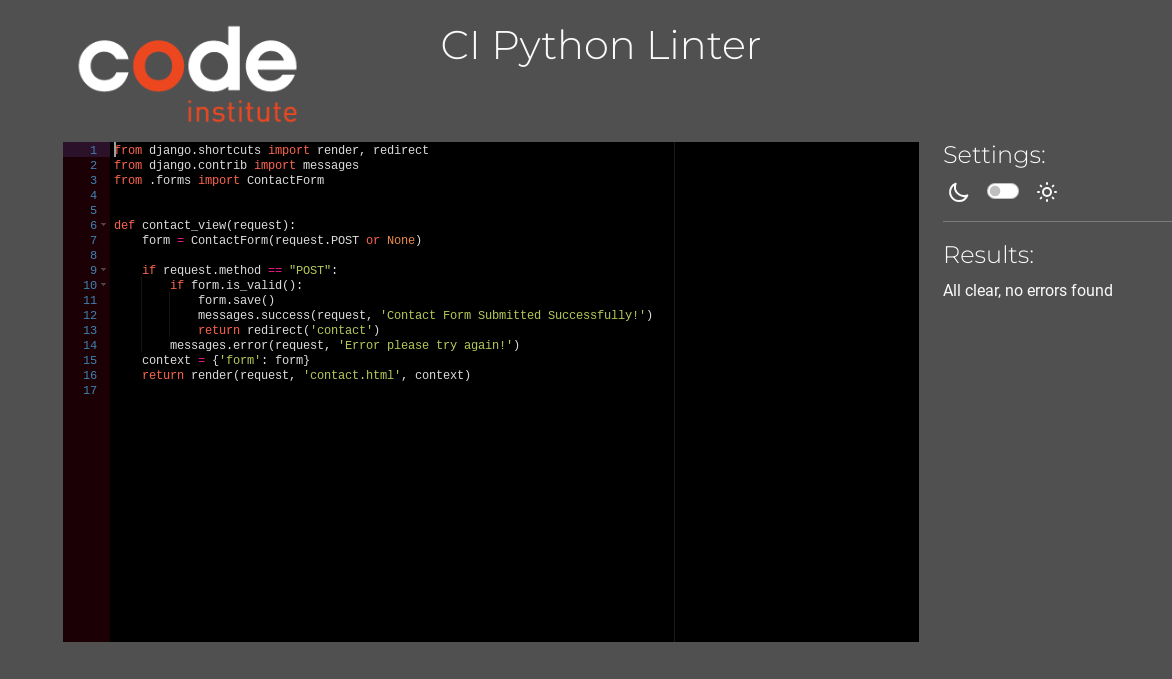 code
institute
CI Python Linter
1 from django.shortcuts import render, redirect
2 from django.contrib import messages
3 from .forms import ContactForm
4
5
6 def contact_view(request):
7     form = ContactForm(request.POST or None)
8
9     if request.method == "POST":
10         if form.is_valid():
11             form.save()
12             messages.success(request, 'Contact Form Submitted Successfully!')
13             return redirect('contact')
14         messages.error(request, 'Error please try again!')
15     context = {'form': form}
16     return render(request, 'contact.html', context)
17
Settings:
Results:
All clear, no errors found